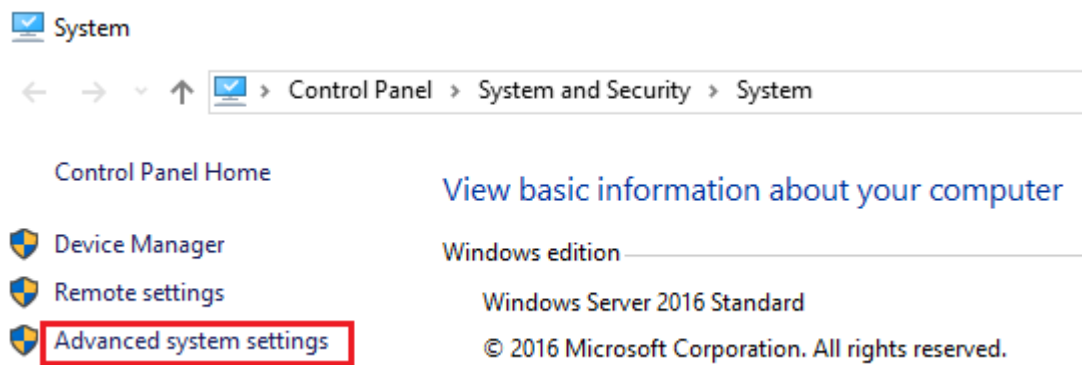 System
Control Panel > System and Security > System
Control Panel Home
View basic information about your computer
Device Manager
Windows edition
Remote settings
Windows Server 2016 Standard
Advanced system settings
© 2016 Microsoft Corporation. All rights reserved.